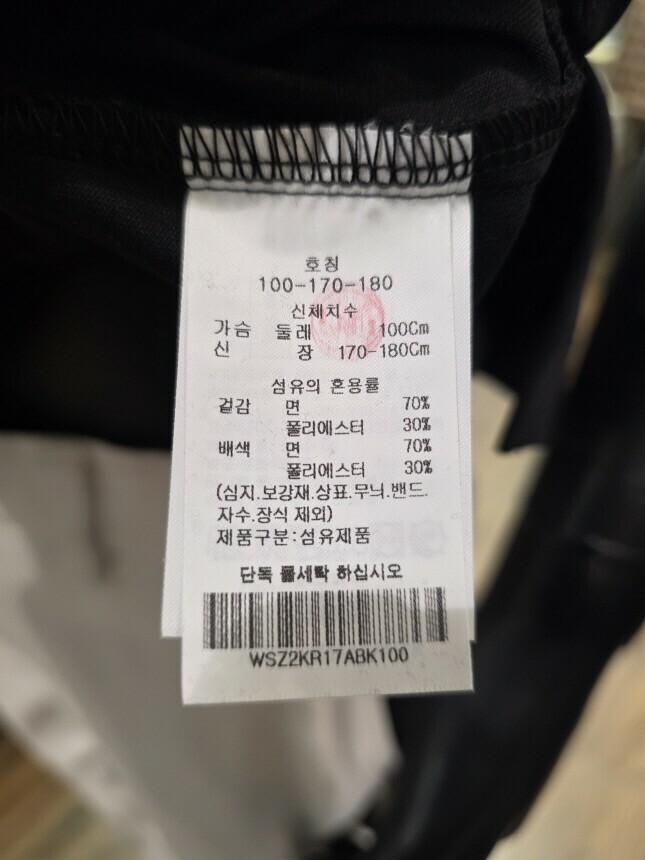 호칭
100-170-180
신체치수
가슴 둘레 100Cm
신 장 170-180Cm
섬유의 혼용률
겉감 면 70%
폴리에스터 30%
배색 면 70%
폴리에스터 30%
(심지.보강재.상표.무늬.밴드.
자수.장식 제외)
제품구분:섬유제품
단독 물세탁 하십시오
WSZ2KR17ABK100